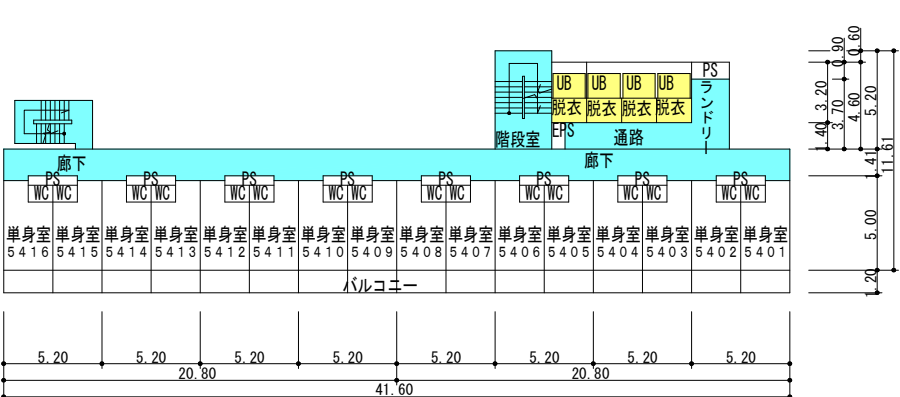 UB UB UB UB
脱衣 脱衣 脱衣 脱衣
PS
ランドリー
階段室
EPS
通路
廊下
廊下
PS PS PS PS PS PS PS PS
WC WC WC WC WC WC WC WC WC WC WC WC WC WC WC WC
単身室 単身室 単身室 単身室 単身室 単身室 単身室 単身室 単身室 単身室 単身室 単身室 単身室 単身室 単身室 単身室
5416 5415 5414 5413 5412 5411 5410 5409 5408 5407 5406 5405 5404 5403 5402 5401
バルコニー
5.20 5.20 5.20 5.20 5.20 5.20 5.20 5.20
20.80 20.80
41.60
1.40 3.20
3.70 0.90
4.60 0.60
1.20 5.00 1.41 5.20
11.61